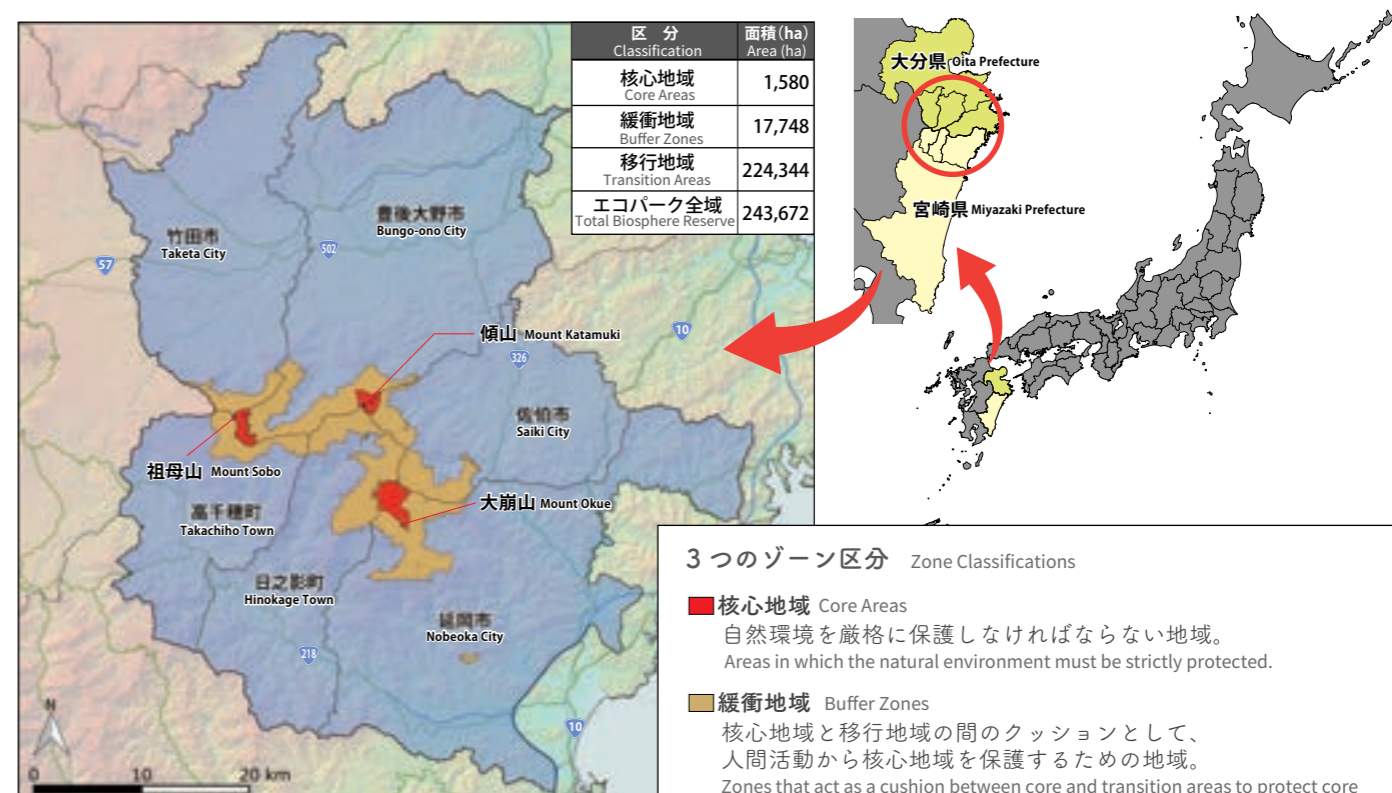 区 分
Classification
面積（ha）
Area (ha)
核心地域
Core Areas
1,580
緩衝地域
Buffer Zones
17,748
移行地域
Transition Areas
224,344
エコパーク全域
Total Biosphere Reserve
243,672
竹田市
Taketa City
豊後大野市
Bungo-ono City
57
502
傾山 Mount Katamuki
326
10
佐伯市
Saiki City
祖母山 Mount Sobo
大崩山 Mount Okue
高千穂町
Takachiho Town
日之影町
Hinokage Town
延岡市
Nobeoka City
218
10
N
0 10 20 km
大分県 Oita Prefecture
宮崎県 Miyazaki Prefecture
3つのゾーン区分 Zone Classifications
核心地域 Core Areas
自然環境を厳格に保護しなければならない地域。
Areas in which the natural environment must be strictly protected.
緩衝地域 Buffer Zones
核心地域と移行地域の間のクッションとして、
人間活動から核心地域を保護するための地域。
Zones that act as a cushion between core and transition areas to protect core